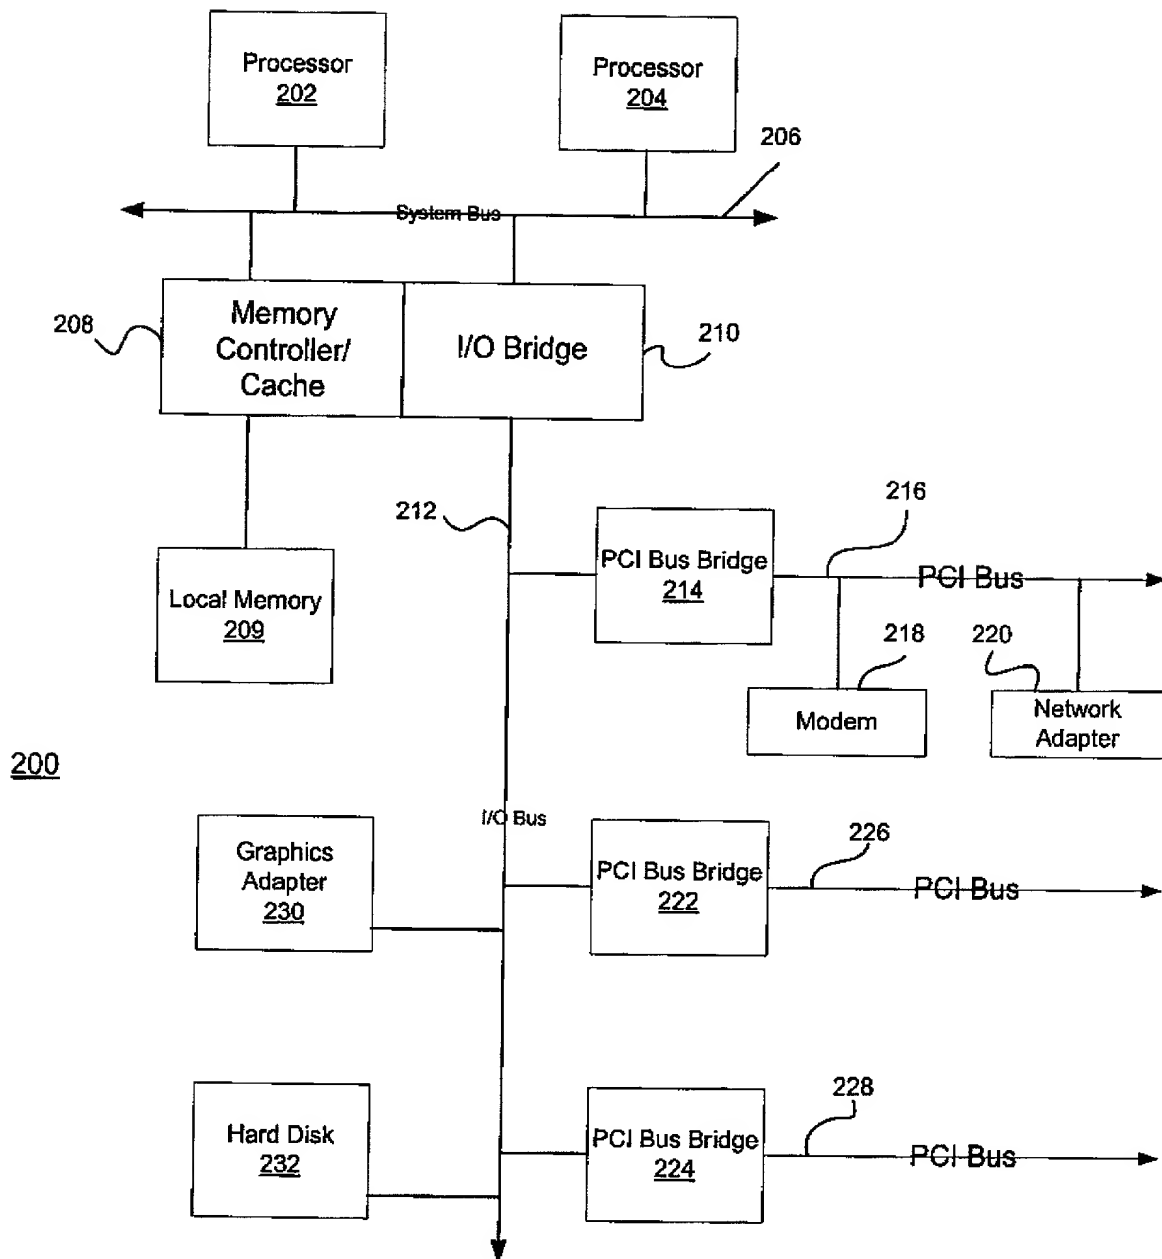 Processor
202
Processor
204
206
System Bus
208
Memory
Controller/
Cache
I/O Bridge
210
212
216
PCI Bus Bridge
214
PCI Bus
Local Memory
209
218
220
Modem
Network
Adapter
200
I/O Bus
226
Graphics
Adapter
230
PCI Bus Bridge
222
PCI Bus
228
Hard Disk
232
PCI Bus Bridge
224
PCI Bus